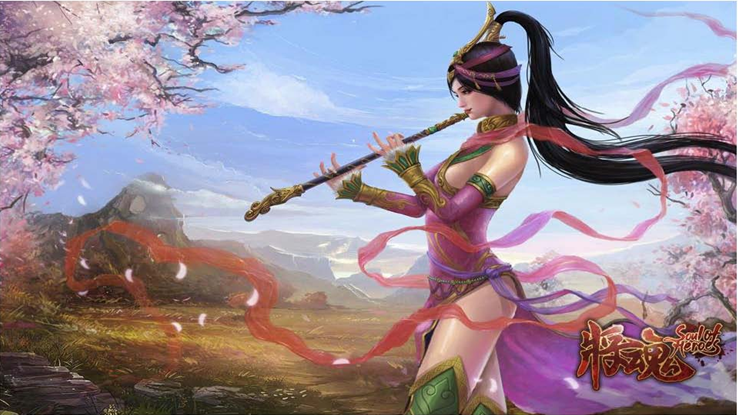 将魂
Soul of
Heroes